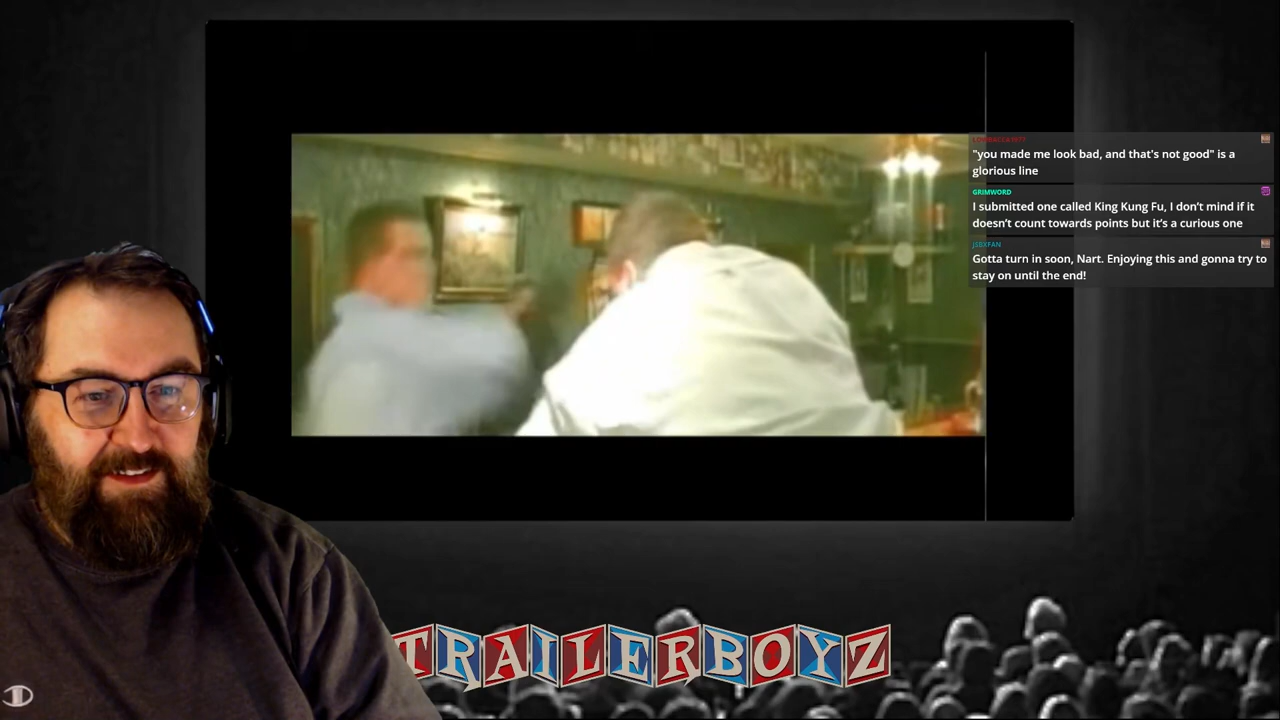 "you made me look bad, and that's not good" is a
glorious line
GRIMWORD
I submitted one called King Kung Fu, I don't mind if it
doesn't count towards points but it's a curious one
JSBXFAN
Gotta turn in soon, Nart. Enjoying this and gonna try to
stay on until the end!
TRAILERBOYZ